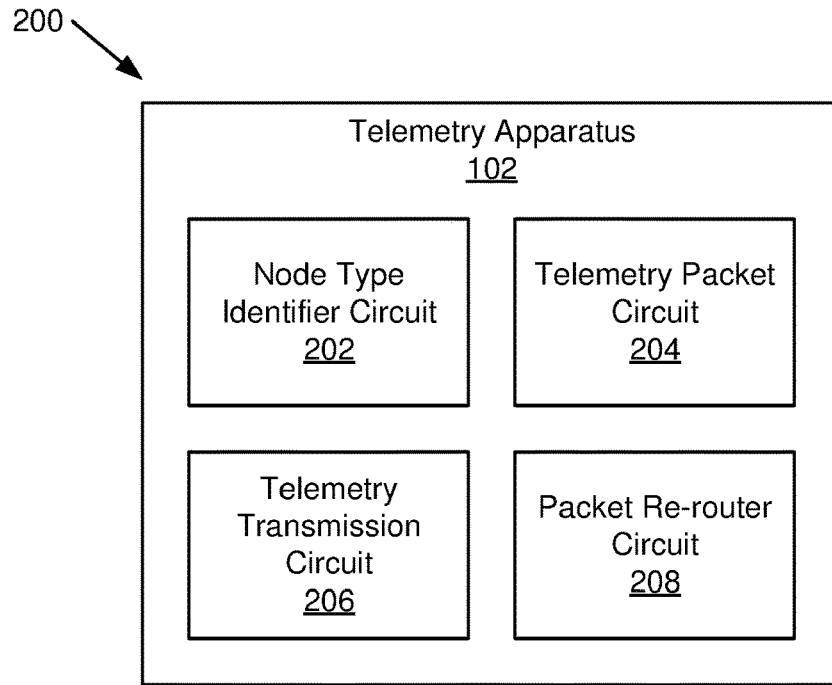 200
Telemetry Apparatus
102
Node Type
Identifier Circuit
202
Telemetry Packet
Circuit
204
Telemetry
Transmission
Circuit
206
Packet Re-router
Circuit
208